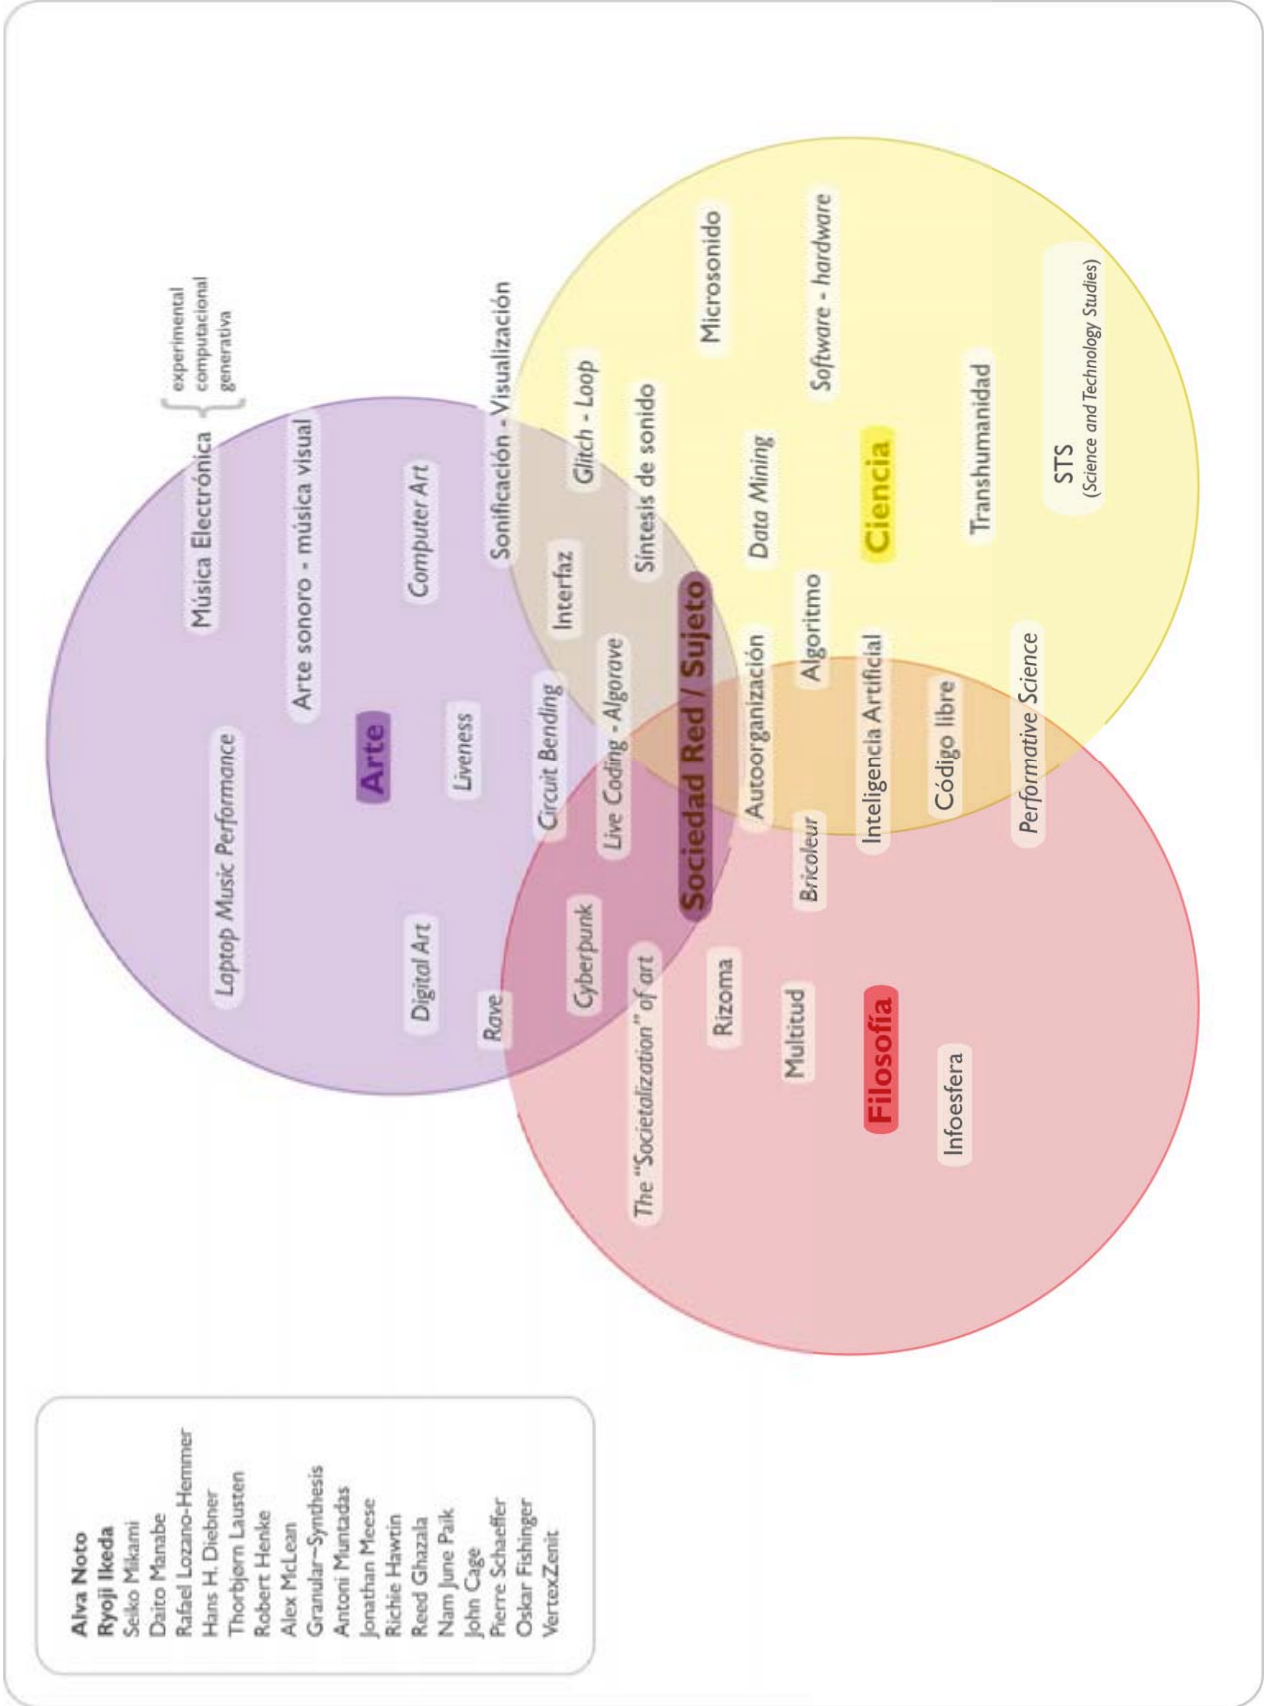 Alva Noto
Ryoji Ikeda
Seiko Mikami
Daito Manabe
Rafael Lozano-Hemmer
Hans H. Diebner
Thorbjørn Lausten
Robert Henke
Alex McLean
Granular~Synthesis
Antoni Muntadas
Jonathan Meese
Richie Hawtin
Reed Ghazala
Nam June Paik
John Cage
Pierre Schaeffer
Oskar Fishinger
VertexZenit
Música Electrónica
experimental
computacional
generativa
Laptop Music Performance
Arte sonoro - música visual
Arte
Digital Art
Computer Art
Liveness
Rave
Sonificación - Visualización
Circuit Bending
Interfaz
Cyberpunk
Glitch - Loop
Live Coding - Algorave
The "Societalization" of art
Síntesis de sonido
Sociedad Red / Sujeto
Rizoma
Microsonido
Autoorganización
Data Mining
Multitud
Bricoleur
Algoritmo
Software - hardware
Filosofía
Inteligencia Artificial
Ciencia
Infoesfera
Código libre
Transhumanidad
Performative Science
STS
(Science and Technology Studies)